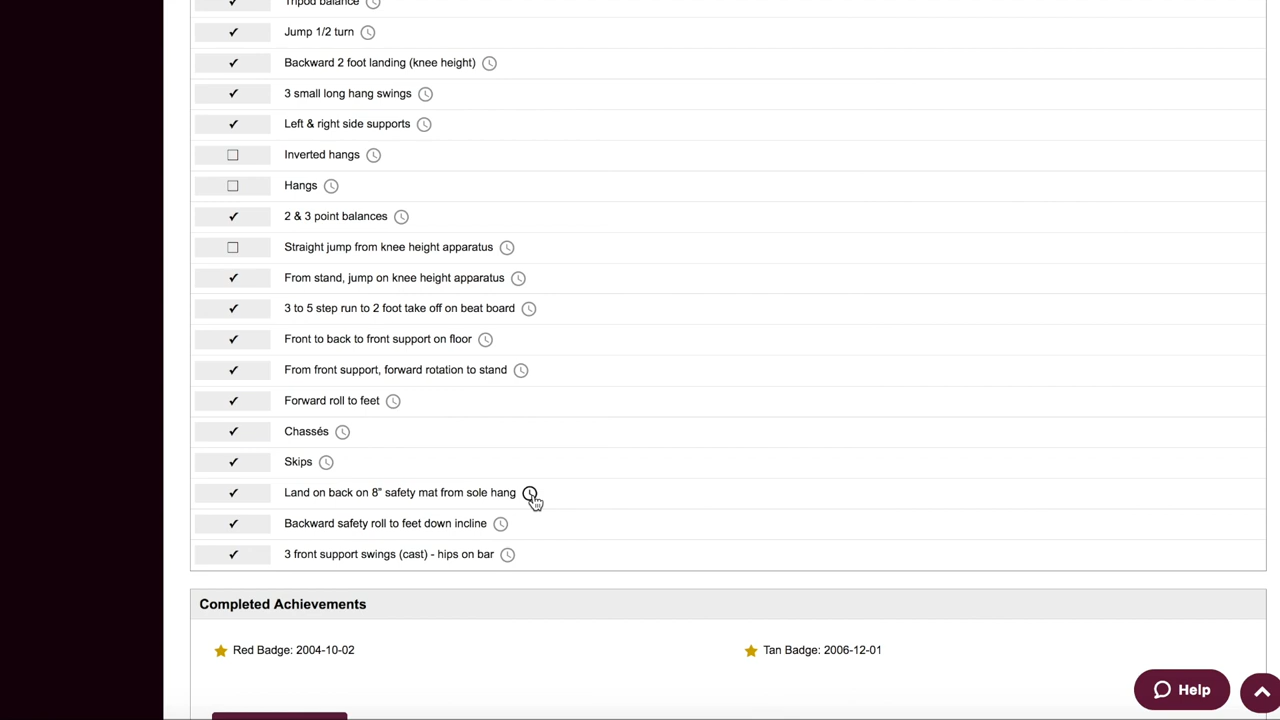 Tripod balance
Jump 1/2 turn
Backward 2 foot landing (knee height)
3 small long hang swings
Left & right side supports
Inverted hangs
Hangs
2 & 3 point balances
Straight jump from knee height apparatus
From stand, jump on knee height apparatus
3 to 5 step run to 2 foot take off on beat board
Front to back to front support on floor
From front support, forward rotation to stand
Forward roll to feet
Chassés
Skips
Land on back on 8" safety mat from sole hang
Backward safety roll to feet down incline
3 front support swings (cast) - hips on bar
Completed Achievements
Red Badge: 2004-10-02
Tan Badge: 2006-12-01
Help